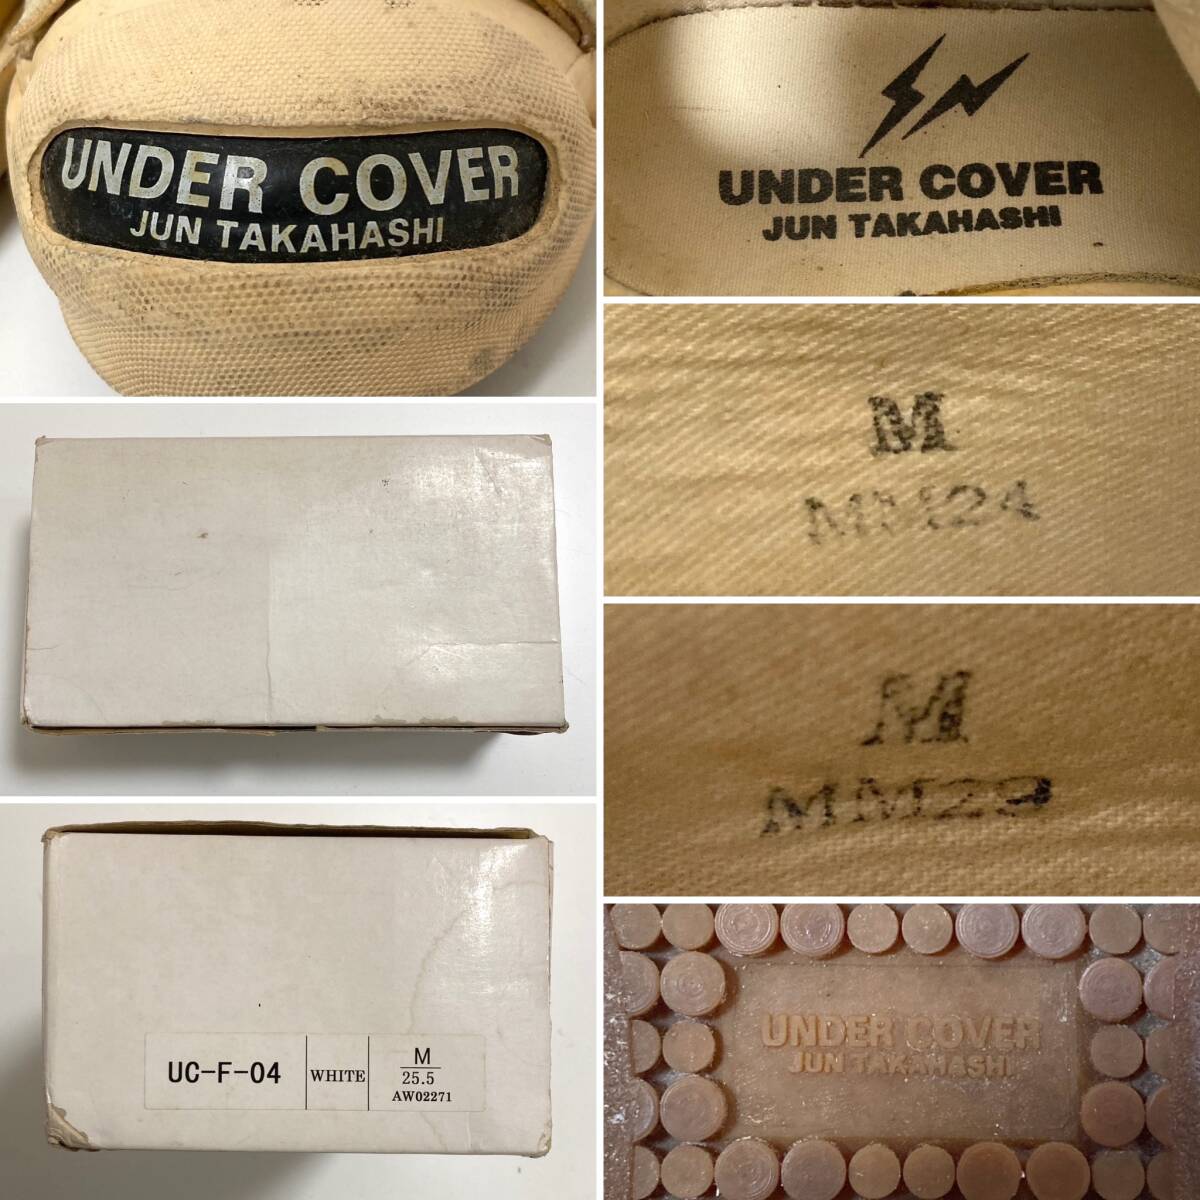 UNDER COVER
JUN TAKAHASHI
UNDER COVER
JUN TAKAHASHI
M
MM24
M
MM29
UC-F-04
WHITE
M
25.5
AW02271
UNDER COVER
JUN TAKAHASHI